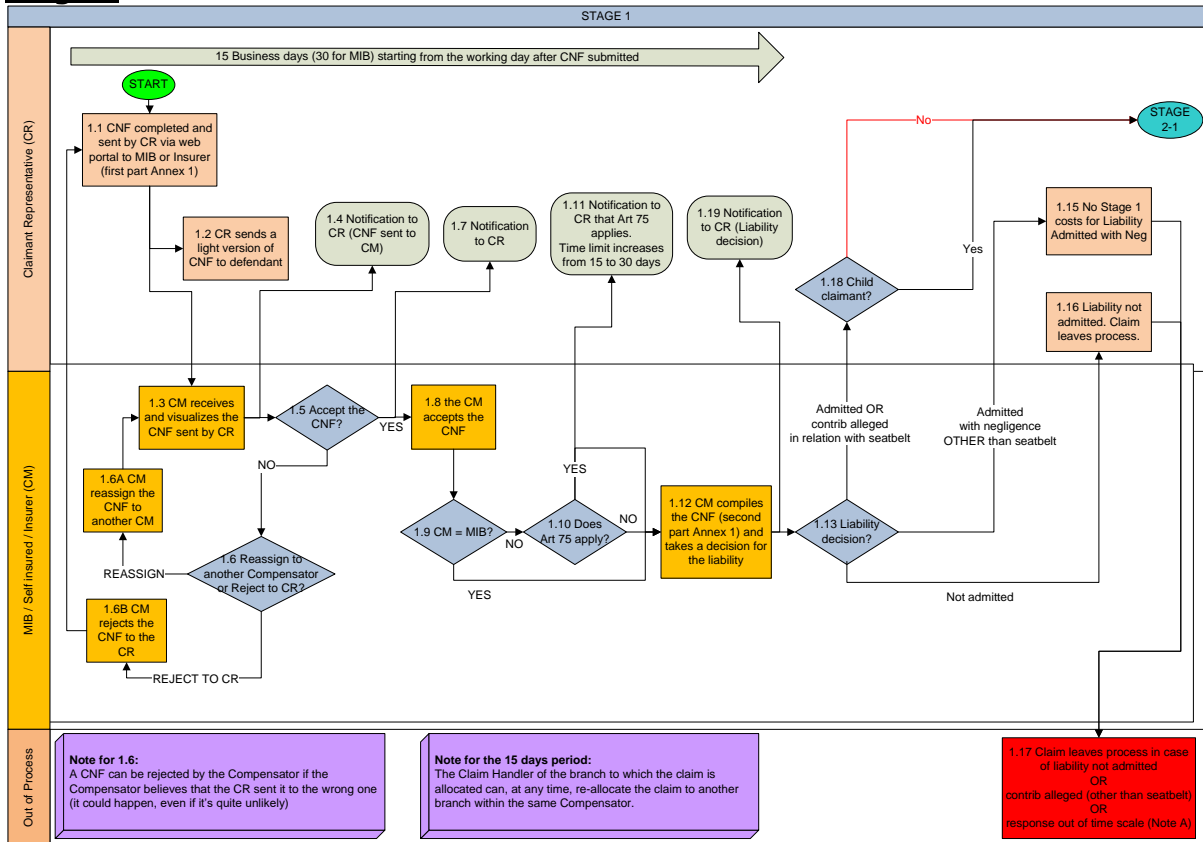 STAGE 1
Claimant Representative (CR)
15 Business days (30 for MIB) starting from the working day after CNF submitted
START
1.1 CNF completed and
sent by CR via web
portal to MIB or Insurer
(first part Annex 1)
1.2 CR sends a
light version of
CNF to defendant
1.4 Notification to
CR (CNF sent to
CM)
1.7 Notification
to CR
1.11 Notification to
CR that Art 75
applies.
Time limit increases
from 15 to 30 days
1.19 Notification
to CR (Liability
decision)
No
STAGE
2-1
Yes
1.18 Child
claimant?
1.15 No Stage 1
costs for Liability
Admitted with Neg
1.16 Liability not
admitted. Claim
leaves process.
MIB / Self insured / Insurer (CM)
1.3 CM receives
and visualizes the
CNF sent by CR
1.5 Accept the
CNF?
YES
NO
1.8 the CM
accepts the
CNF
Admitted OR
contrib alleged
in relation with seatbelt
Admitted
with negligence
OTHER than seatbelt
1.6A CM
reassign the
CNF to
another CM
1.6 Reassign to
another Compensator
or Reject to CR?
REASSIGN
1.6B CM
rejects the
CNF to the
CR
REJECT TO CR
1.9 CM = MIB?
NO
YES
1.10 Does
Art 75 apply?
YES
NO
1.12 CM compiles
the CNF (second
part Annex 1) and
takes a decision for
the liability
1.13 Liability
decision?
Not admitted
Out of Process
Note for 1.6:
A CNF can be rejected by the Compensator if the
Compensator believes that the CR sent it to the wrong one
(it could happen, even if it's quite unlikely)
Note for the 15 days period:
The Claim Handler of the branch to which the claim is
allocated can, at any time, re-allocate the claim to another
branch within the same Compensator.
1.17 Claim leaves process in case
of liability not admitted
OR
contrib alleged (other than seatbelt)
OR
response out of time scale (Note A)